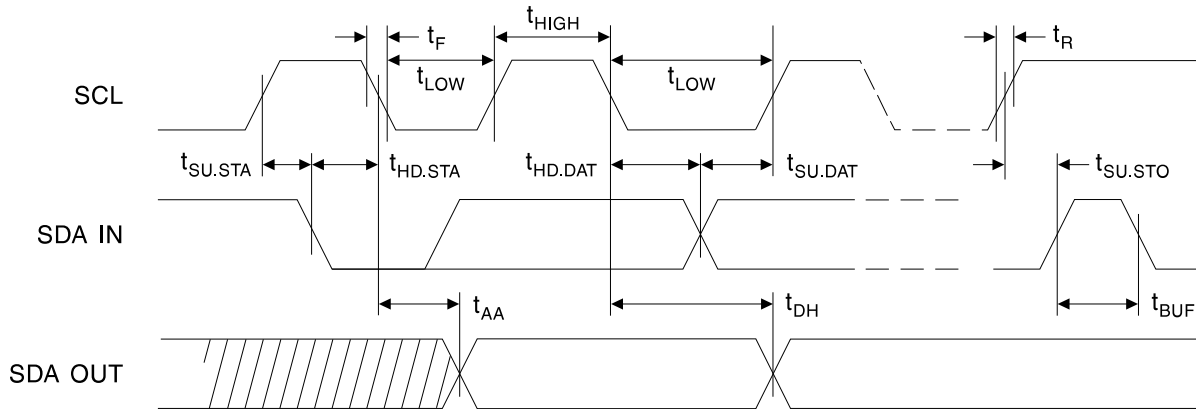 t_HIGH
t_F
t_R
t_LOW
t_LOW
SCL
t_SU.STA
t_HD.STA
t_HD.DAT
t_SU.DAT
t_SU.STO
SDA IN
t_AA
t_DH
t_BUF
SDA OUT